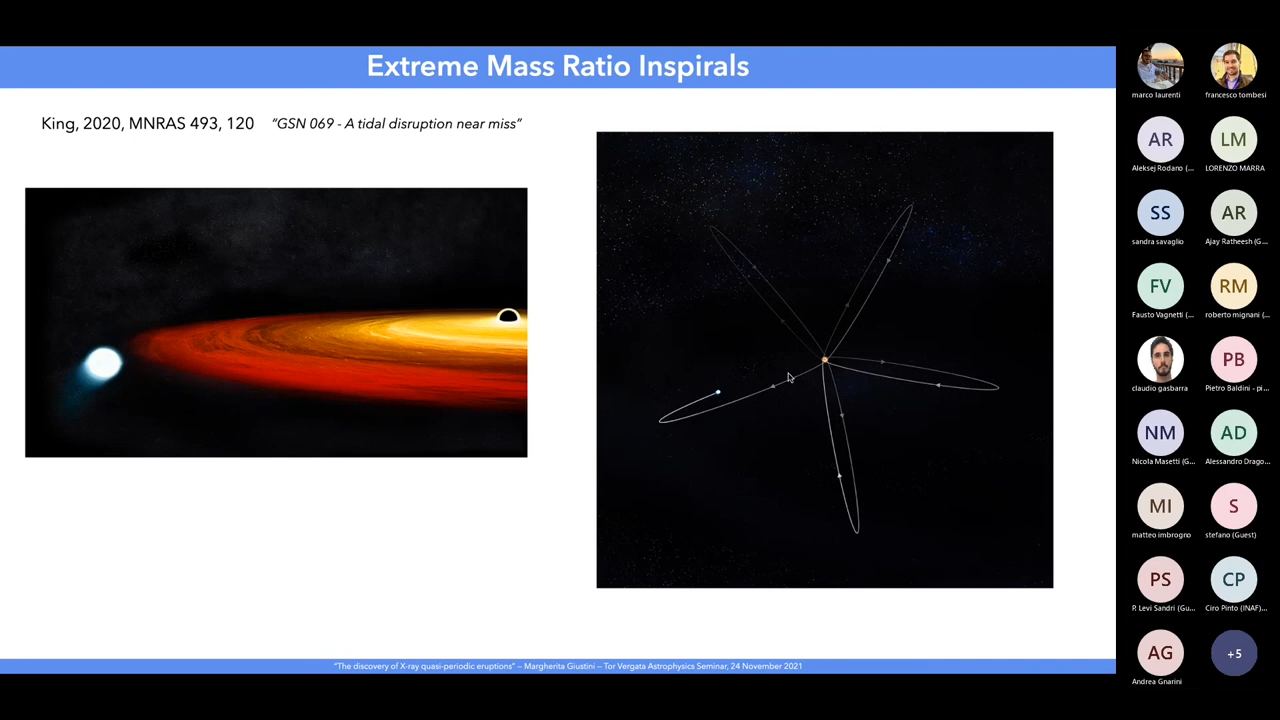 Extreme Mass Ratio Inspirals
King, 2020, MNRAS 493, 120 "GSN 069 - A tidal disruption near miss"
"The discovery of X-ray quasi-periodic eruptions" – Margherita Giustini – Tor Vergata Astrophysics Seminar, 24 November 2021
marco laurenti
francesco tombesi
AR
Aleksej Rodano (...
LM
LORENZO MARRA
SS
sandra savaglio
AR
Ajay Ratheesh (G...
FV
Fausto Vagnetti (...
RM
roberto mignani (...
claudio gasbarra
PB
Pietro Baldini - pi...
NM
Nicola Masetti (G...
AD
Alessandro Drago...
MI
matteo imbrogno
S
stefano (Guest)
PS
P. Levi Sandri (Gu...
CP
Ciro Pinto (INAF)...
AG
Andrea Gnarini
+5